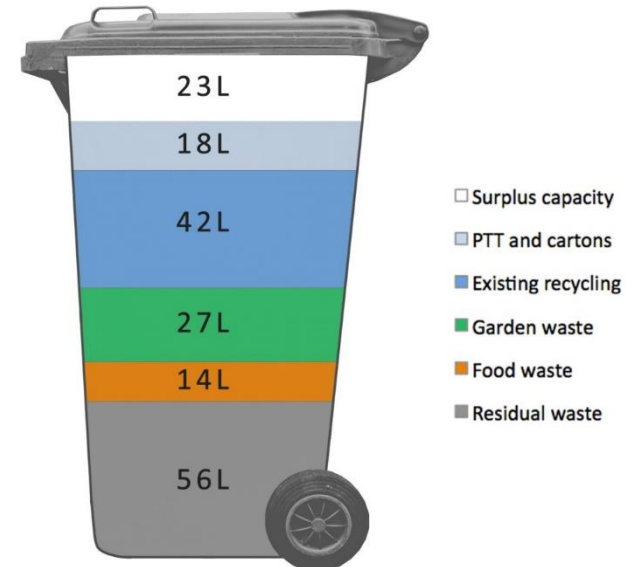 23L
18L
42L
27L
14L
56L
Surplus capacity
PTT and cartons
Existing recycling
Garden waste
Food waste
Residual waste